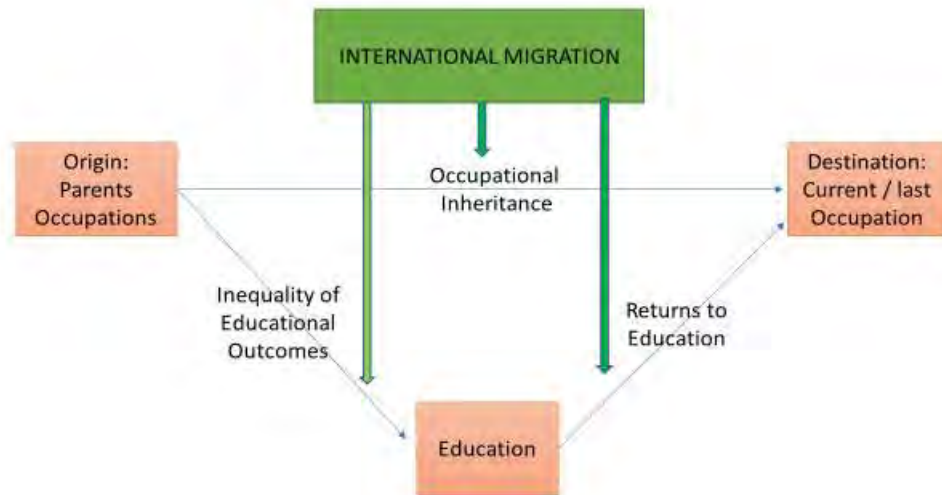 INTERNATIONAL MIGRATION
Origin:
Parents
Occupations
Occupational
Inheritance
Destination:
Current / last
Occupation
Inequality of
Educational
Outcomes
Returns to
Education
Education